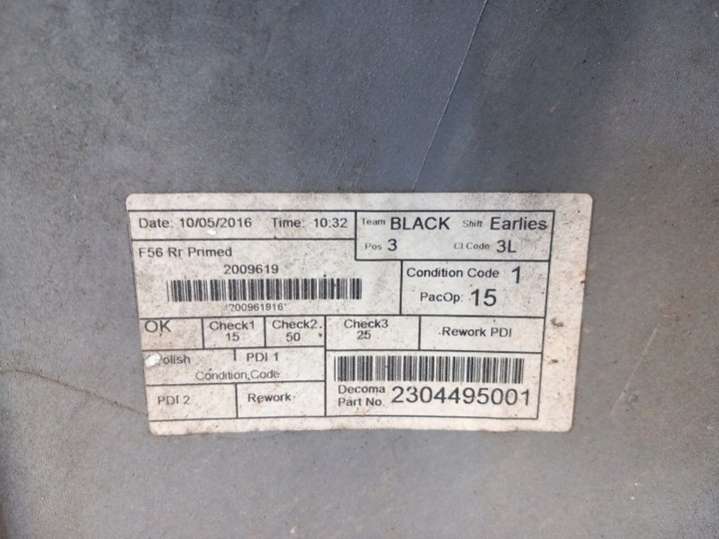 Date: 10/05/2016 Time: 10:32
Team BLACK Shift Earlies
Pos 3 Cl Code 3L
F56 Rr Primed
2009619
Condition Code 1
PacOp: 15
OK
Check1 15
Check2. 50
Check3 25
Rework PDI
Polish PDI 1
Condition Code
PDI 2
Rework
Decoma Part No. 2304495001